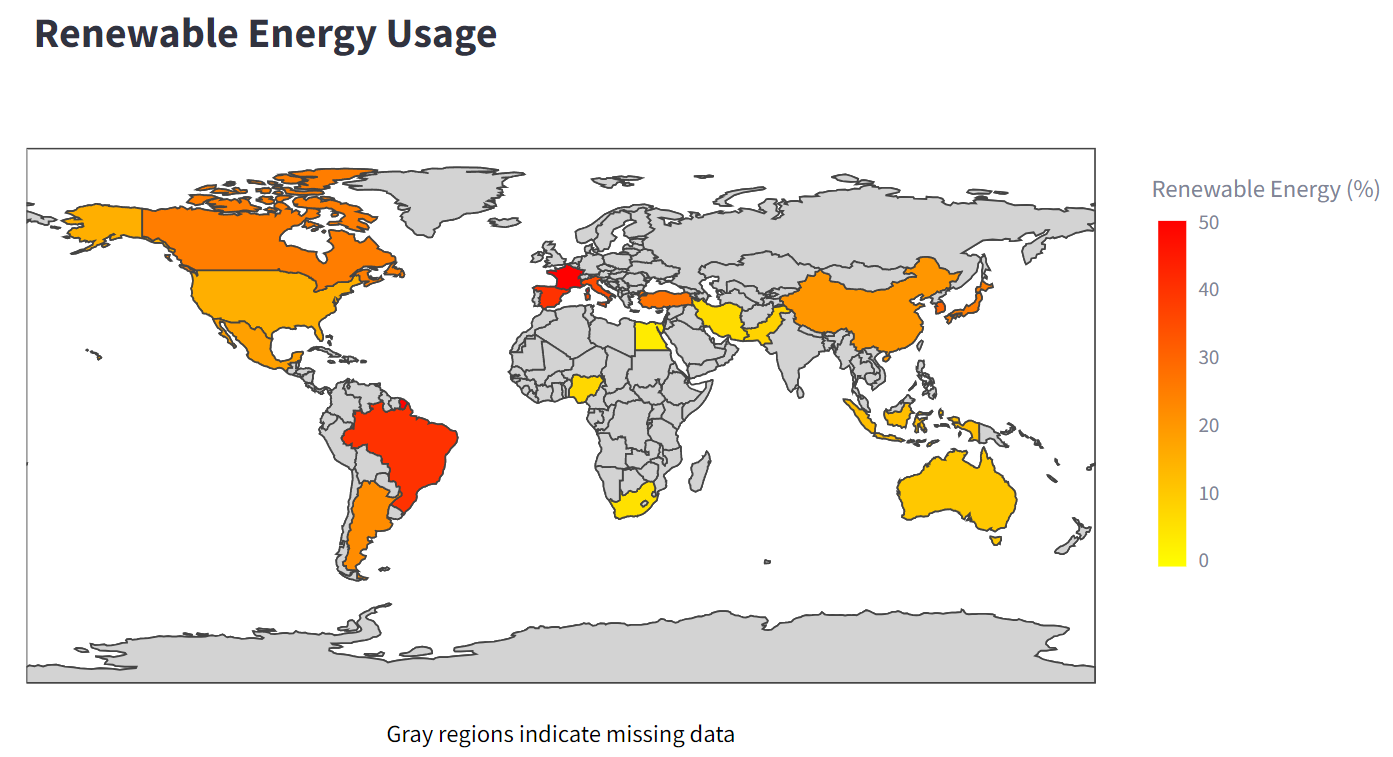 Renewable Energy Usage
Renewable Energy (%)
50
40
30
20
10
0
Gray regions indicate missing data